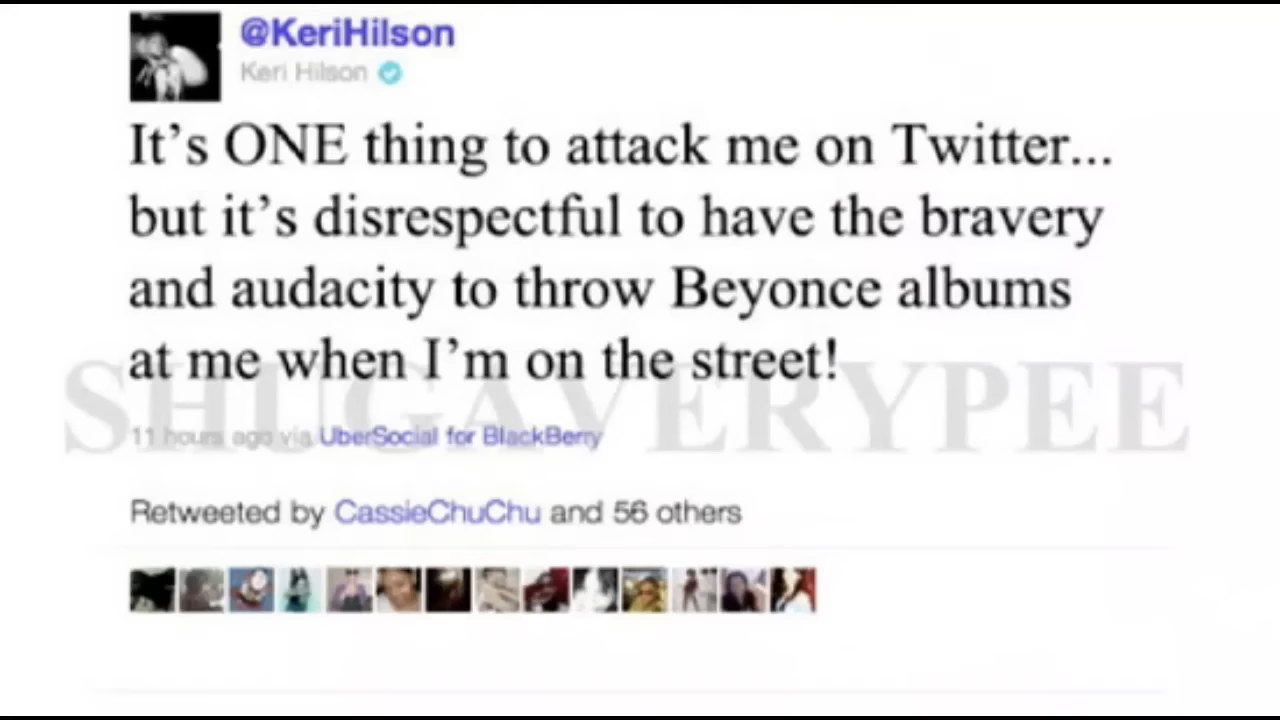 @KeriHilson
Keri Hilson
It's ONE thing to attack me on Twitter...
but it's disrespectful to have the bravery
and audacity to throw Beyonce albums
at me when I'm on the street!
SHUGAVERYPEE
11 hours ago via UberSocial for BlackBerry
Retweeted by CassieChuChu and 56 others